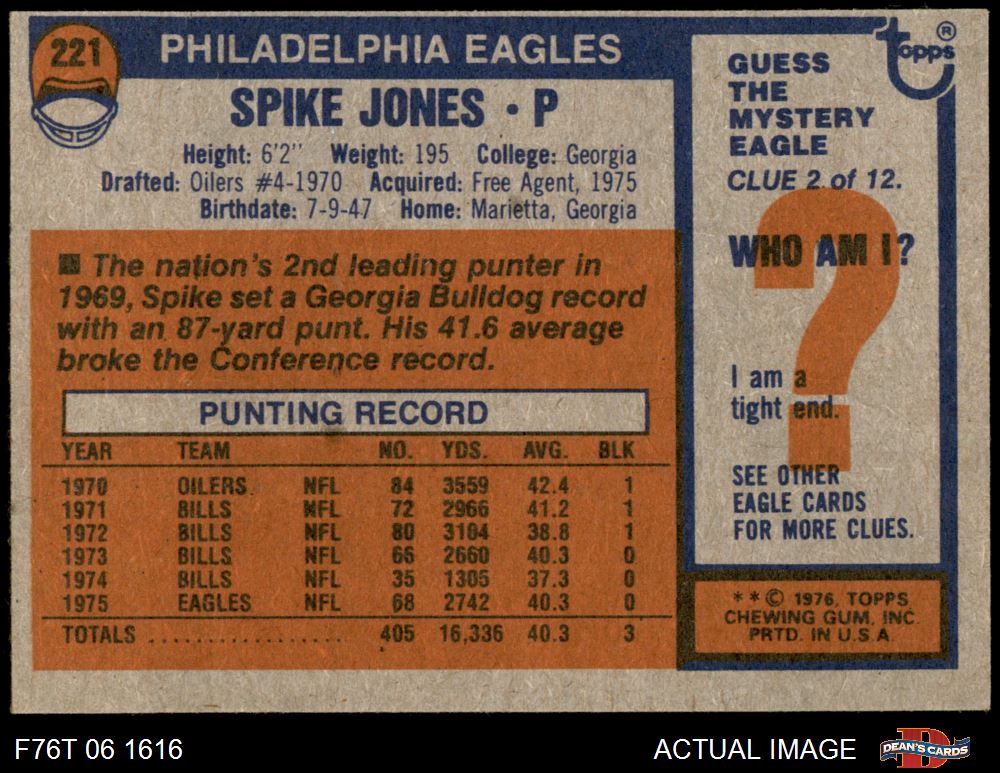 221
PHILADELPHIA EAGLES
SPIKE JONES • P
Height: 6'2" Weight: 195 College: Georgia
Drafted: Oilers #4-1970 Acquired: Free Agent, 1975
Birthdate: 7-9-47 Home: Marietta, Georgia
■ The nation's 2nd leading punter in
1969, Spike set a Georgia Bulldog record
with an 87-yard punt. His 41.6 average
broke the Conference record.
PUNTING RECORD
YEAR TEAM NO. YDS. AVG. BLK
1970 OILERS NFL 84 3559 42.4 1
1971 BILLS NFL 72 2966 41.2 1
1972 BILLS NFL 80 3104 38.8 1
1973 BILLS NFL 66 2660 40.3 0
1974 BILLS NFL 35 1305 37.3 0
1975 EAGLES NFL 68 2742 40.3 0
TOTALS .................. 405 16,336 40.3 3
topps ®
GUESS
THE
MYSTERY
EAGLE
CLUE 2 of 12.
WHO AM I?
?
I am a
tight end.
SEE OTHER
EAGLE CARDS
FOR MORE CLUES.
**© 1976, TOPPS
CHEWING GUM, INC.
PRTD. IN U.S.A.
F76T 06 1616
ACTUAL IMAGE
DEAN'S CARDS